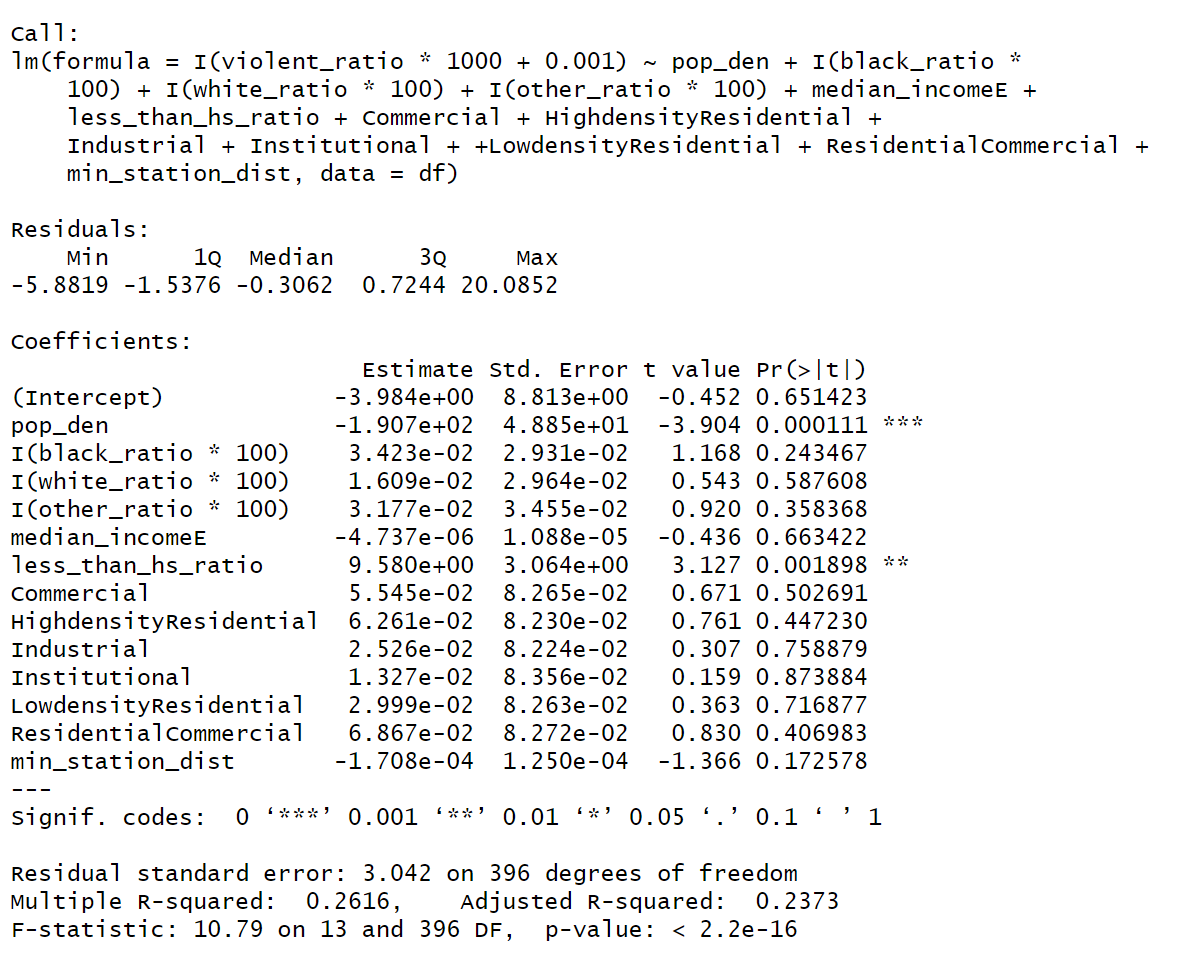 Call:
lm(formula = I(violent_ratio * 1000 + 0.001) ~ pop_den + I(black_ratio *
    100) + I(white_ratio * 100) + I(other_ratio * 100) + median_incomeE +
    less_than_hs_ratio + Commercial + HighdensityResidential +
    Industrial + Institutional + +LowdensityResidential + ResidentialCommercial +
    min_station_dist, data = df)

Residuals:
    Min      1Q  Median      3Q     Max
-5.8819 -1.5376 -0.3062  0.7244 20.0852

Coefficients:
                         Estimate Std. Error t value Pr(>|t|)
(Intercept)            -3.984e+00  8.813e+00  -0.452 0.651423
pop_den                -1.907e+02  4.885e+01  -3.904 0.000111 ***
I(black_ratio * 100)    3.423e-02  2.931e-02   1.168 0.243467
I(white_ratio * 100)    1.609e-02  2.964e-02   0.543 0.587608
I(other_ratio * 100)    3.177e-02  3.455e-02   0.920 0.358368
median_incomeE         -4.737e-06  1.088e-05  -0.436 0.663422
less_than_hs_ratio      9.580e+00  3.064e+00   3.127 0.001898 **
Commercial              5.545e-02  8.265e-02   0.671 0.502691
HighdensityResidential  6.261e-02  8.230e-02   0.761 0.447230
Industrial              2.526e-02  8.224e-02   0.307 0.758879
Institutional           1.327e-02  8.356e-02   0.159 0.873884
LowdensityResidential   2.999e-02  8.263e-02   0.363 0.716877
ResidentialCommercial   6.867e-02  8.272e-02   0.830 0.406983
min_station_dist       -1.708e-04  1.250e-04  -1.366 0.172578
---
Signif. codes:  0 ‘***’ 0.001 ‘**’ 0.01 ‘*’ 0.05 ‘.’ 0.1 ‘ ’ 1

Residual standard error: 3.042 on 396 degrees of freedom
Multiple R-squared:  0.2616,    Adjusted R-squared:  0.2373
F-statistic: 10.79 on 13 and 396 DF,  p-value: < 2.2e-16